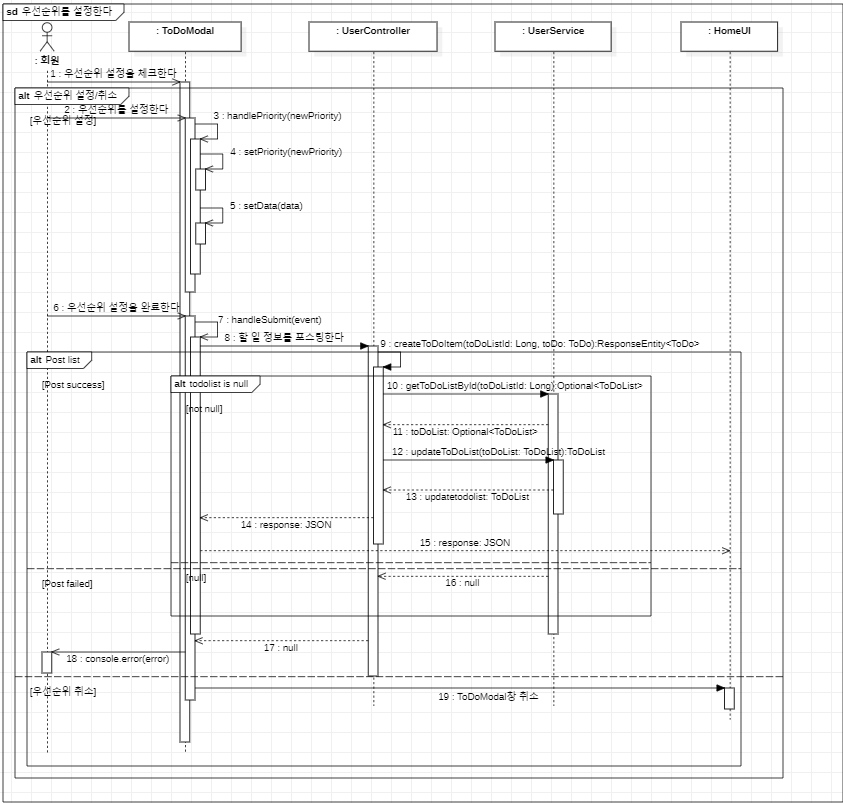 sd 우선순위를 설정한다
: ToDoModal
: UserController
: UserService
: HomeUI
: 회원
1 : 우선순위 설정을 체크한다
alt 우선순위 설정/취소
2 : 우선순위를 설정한다
[우선순위 설정]
3 : handlePriority(newPriority)
4 : setPriority(newPriority)
5 : setData(data)
6 : 우선순위 설정을 완료한다
7 : handleSubmit(event)
8 : 할 일 정보를 포스팅한다
9 : createToDoItem(toDoListId: Long, toDo: ToDo):ResponseEntity<ToDo>
alt Post list
[Post success]
alt todolist is null
10 : getToDoListById(toDoListId: Long):Optional<ToDoList>
[not null]
11 : toDoList: Optional<ToDoList>
12 : updateToDoList(toDoList: ToDoList):ToDoList
13 : updatetodolist: ToDoList
14 : response: JSON
15 : response: JSON
[null]
[Post failed]
16 : null
17 : null
18 : console.error(error)
[우선순위 취소]
19 : ToDoModal창 취소